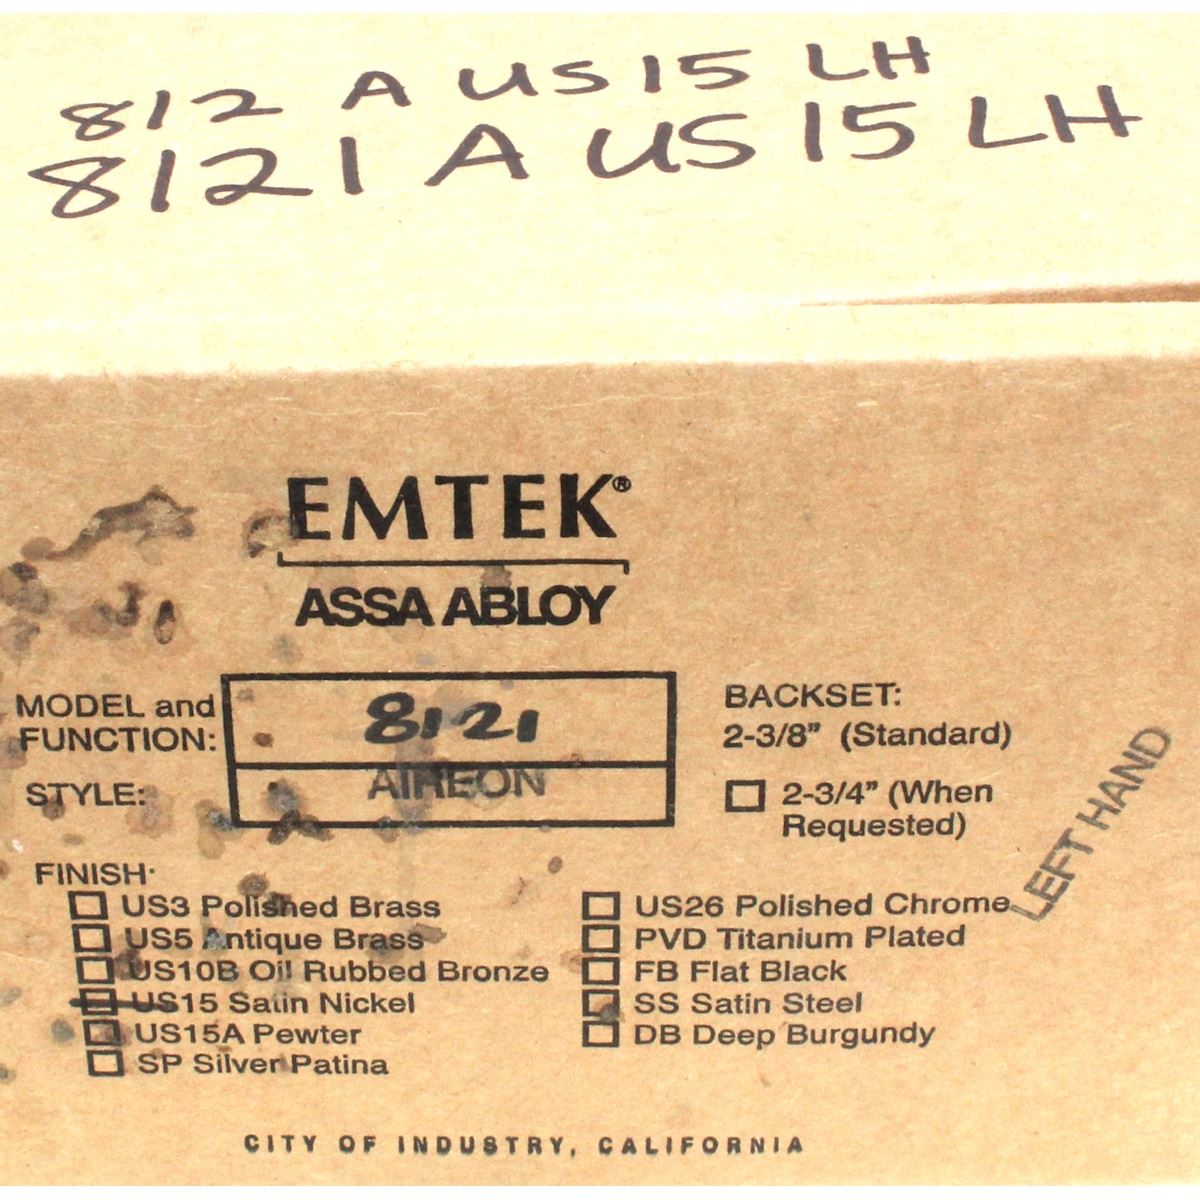 812 A US15 LH
8121 A US15 LH
EMTEK®
ASSA ABLOY
MODEL and FUNCTION: 8121
STYLE: AIREON
BACKSET:
2-3/8" (Standard)
2-3/4" (When
Requested)
LEFT HAND
FINISH:
US3 Polished Brass
US5 Antique Brass
US10B Oil Rubbed Bronze
US15 Satin Nickel
US15A Pewter
SP Silver Patina
US26 Polished Chrome
PVD Titanium Plated
FB Flat Black
SS Satin Steel
DB Deep Burgundy
CITY OF INDUSTRY, CALIFORNIA